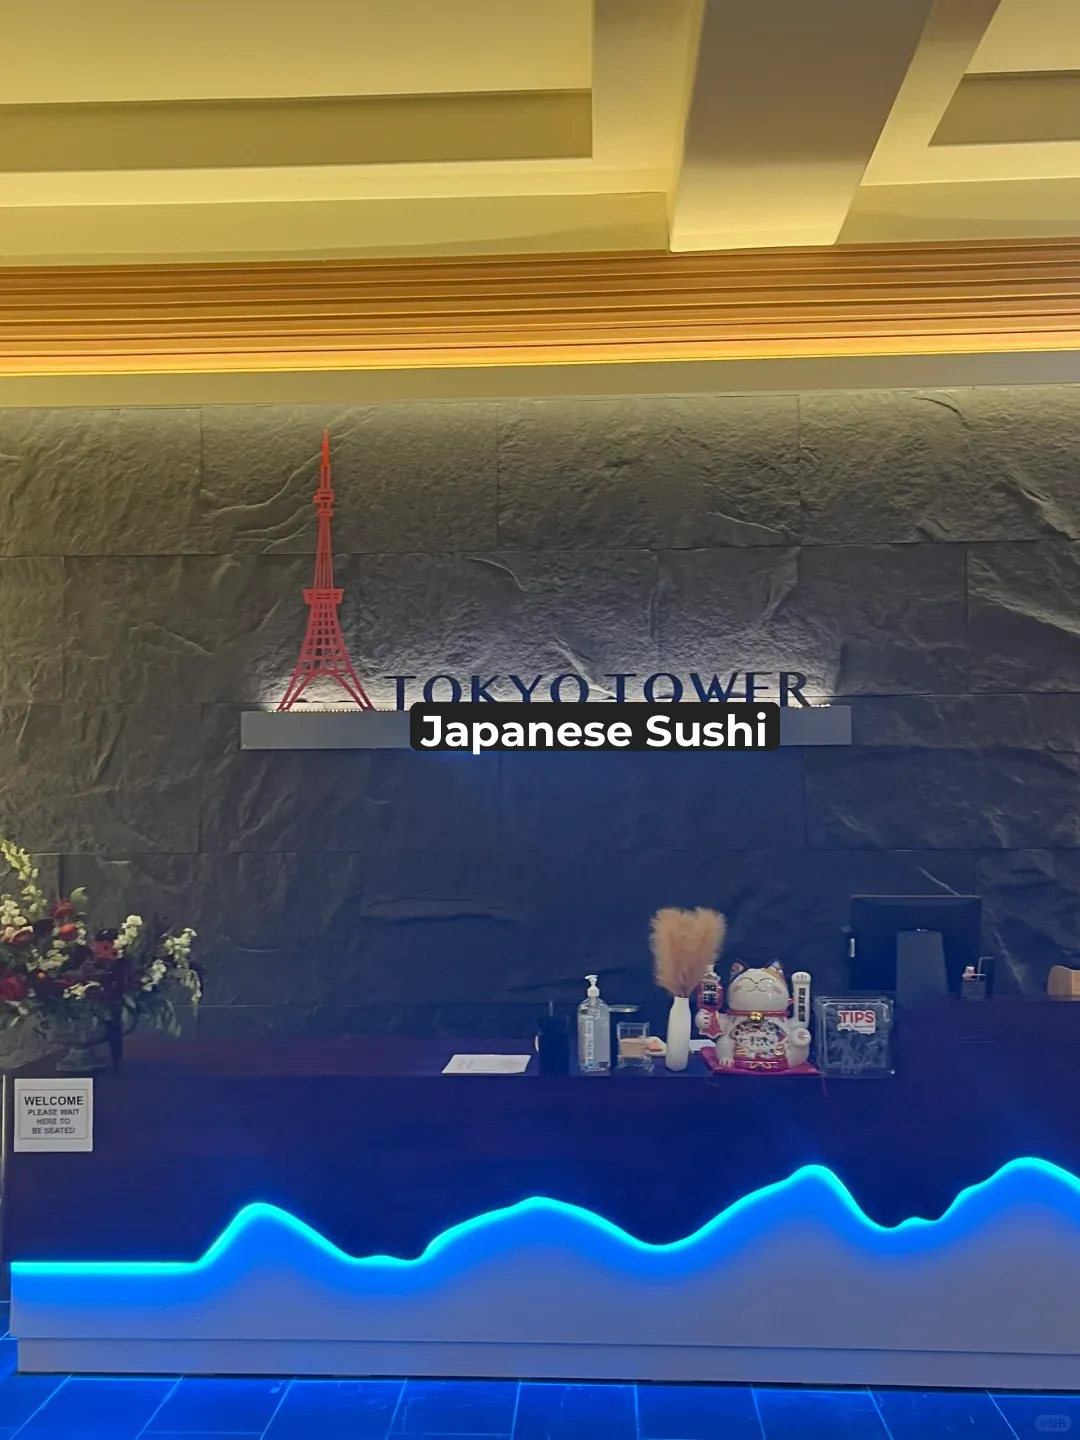 TOKYO TOWER
Japanese Sushi
TIPS
WELCOME
PLEASE WAIT
HERE TO
BE SEATED